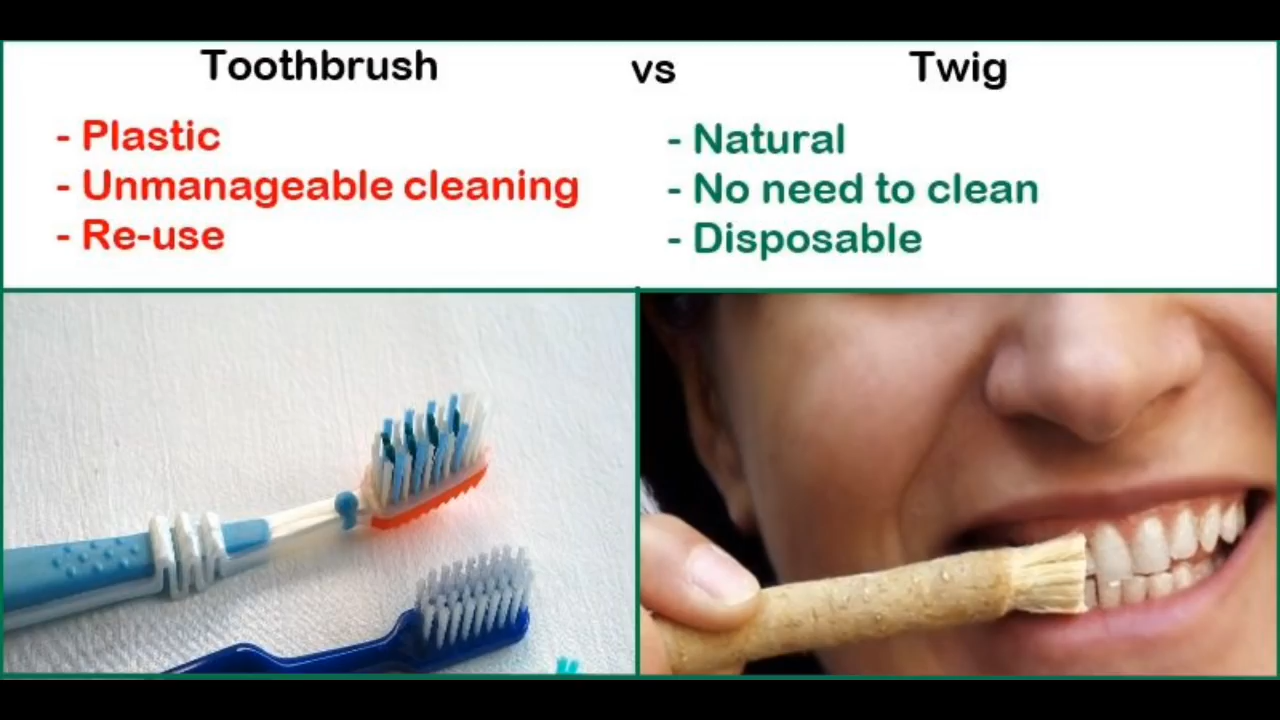 Toothbrush vs Twig
- Plastic
- Unmanageable cleaning
- Re-use
- Natural
- No need to clean
- Disposable